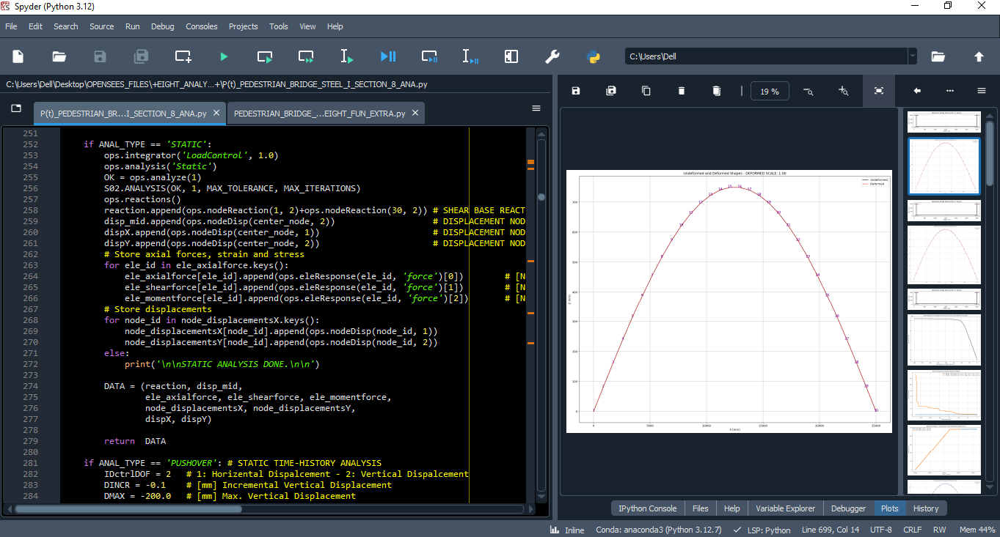 Spyder (Python 3.12)
File Edit Search Source Run Debug Consoles Projects Tools View Help
C:\Users\Dell
C:\Users\Dell\Desktop\OPENSEES_FILES\+EIGHT_ANALY...+\P(t)_PEDESTRIAN_BRIDGE_STEEL_I_SECTION_8_ANA.py
P(t)_PEDESTRIAN_BR...I_SECTION_8_ANA.py
PEDESTRIAN_BRIDGE_...EIGHT_FUN_EXTRA.py
19 %
251
252 if ANAL_TYPE == 'STATIC':
253 ops.integrator('LoadControl', 1.0)
254 ops.analysis('Static')
255 OK = ops.analyze(1)
256 S02.ANALYSIS(OK, 1, MAX_TOLERANCE, MAX_ITERATIONS)
257 ops.reactions()
258 reaction.append(ops.nodeReaction(1, 2)+ops.nodeReaction(30, 2)) # SHEAR BASE REACT
259 disp_mid.append(ops.nodeDisp(center_node, 2)) # DISPLACEMENT NOD
260 dispX.append(ops.nodeDisp(center_node, 1)) # DISPLACEMENT NOD
261 dispY.append(ops.nodeDisp(center_node, 2)) # DISPLACEMENT NOD
262 # Store axial forces, strain and stress
263 for ele_id in ele_axialforce.keys():
264 ele_axialforce[ele_id].append(ops.eleResponse(ele_id, 'force')[0]) # [N
265 ele_shearforce[ele_id].append(ops.eleResponse(ele_id, 'force')[1]) # [N
266 ele_momentforce[ele_id].append(ops.eleResponse(ele_id, 'force')[2]) # [N
267 # Store displacements
268 for node_id in node_displacementsX.keys():
269 node_displacementsX[node_id].append(ops.nodeDisp(node_id, 1))
270 node_displacementsY[node_id].append(ops.nodeDisp(node_id, 2))
271 else:
272 print('\n\nSTATIC ANALYSIS DONE.\n\n')
273
274 DATA = (reaction, disp_mid,
275 ele_axialforce, ele_shearforce, ele_momentforce,
276 node_displacementsX, node_displacementsY,
277 dispX, dispY)
278
279 return DATA
280
281 if ANAL_TYPE == 'PUSHOVER': # STATIC TIME-HISTORY ANALYSIS
282 IDctrlDOF = 2 # 1: Horizental Dispalcement - 2: Vertical Dispalcement
283 DINCR = -0.1 # [mm] Incremental Vertical Displacement
284 DMAX = -200.0 # [mm] Max. Vertical Displacement
Undeformed and Deformed Shapes - DEFORMED SCALE: 1.00
Undeformed
Deformed
700
600
500
400
300
200
100
0
0 5000 10000 15000 20000 25000
X [mm]
IPython Console Files Help Variable Explorer Debugger Plots History
Inline Conda: anaconda3 (Python 3.12.7) LSP: Python Line 699, Col 14 UTF-8 CRLF RW Mem 44%